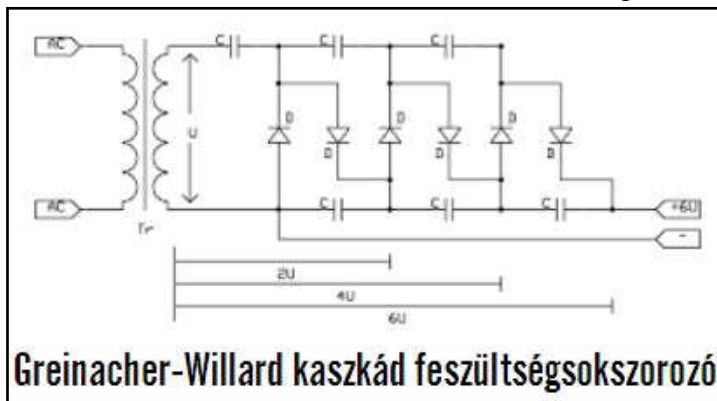 AC
C
C
C
U
D
D
D
D
D
D
AC
Tr
C
C
C
+6U
-
2U
4U
6U
Greinacher-Willard kaszkád feszültségsokszorozó